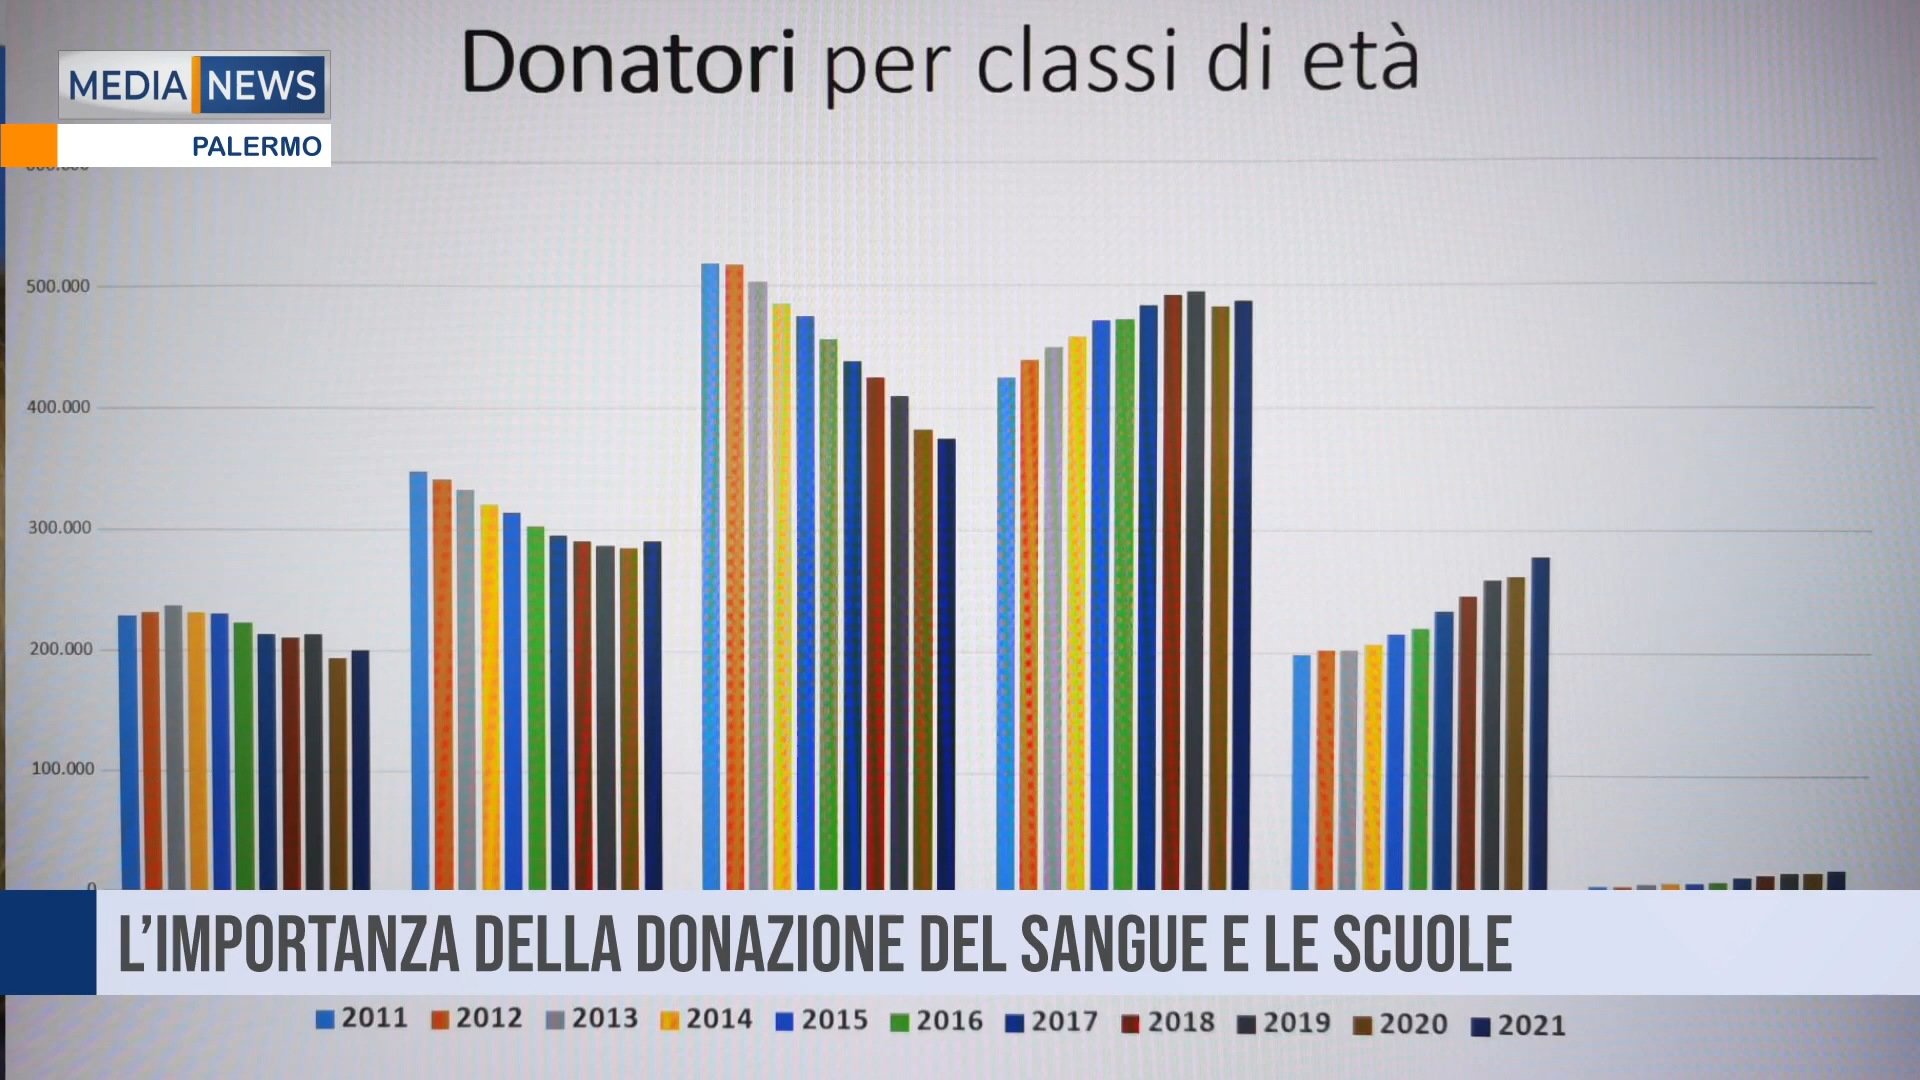 Donatori per classi di età
MEDIA NEWS
PALERMO
500.000
400.000
300.000
200.000
100.000
0
L'IMPORTANZA DELLA DONAZIONE DEL SANGUE E LE SCUOLE
2011 2012 2013 2014 2015 2016 2017 2018 2019 2020 2021